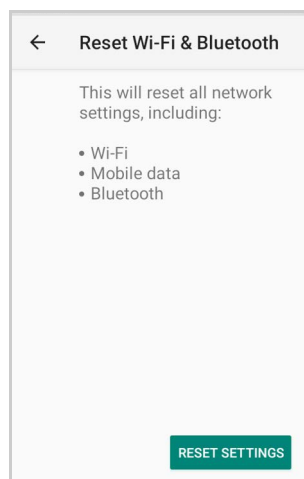 Reset Wi-Fi & Bluetooth
This will reset all network
settings, including:
• Wi-Fi
• Mobile data
• Bluetooth
RESET SETTINGS